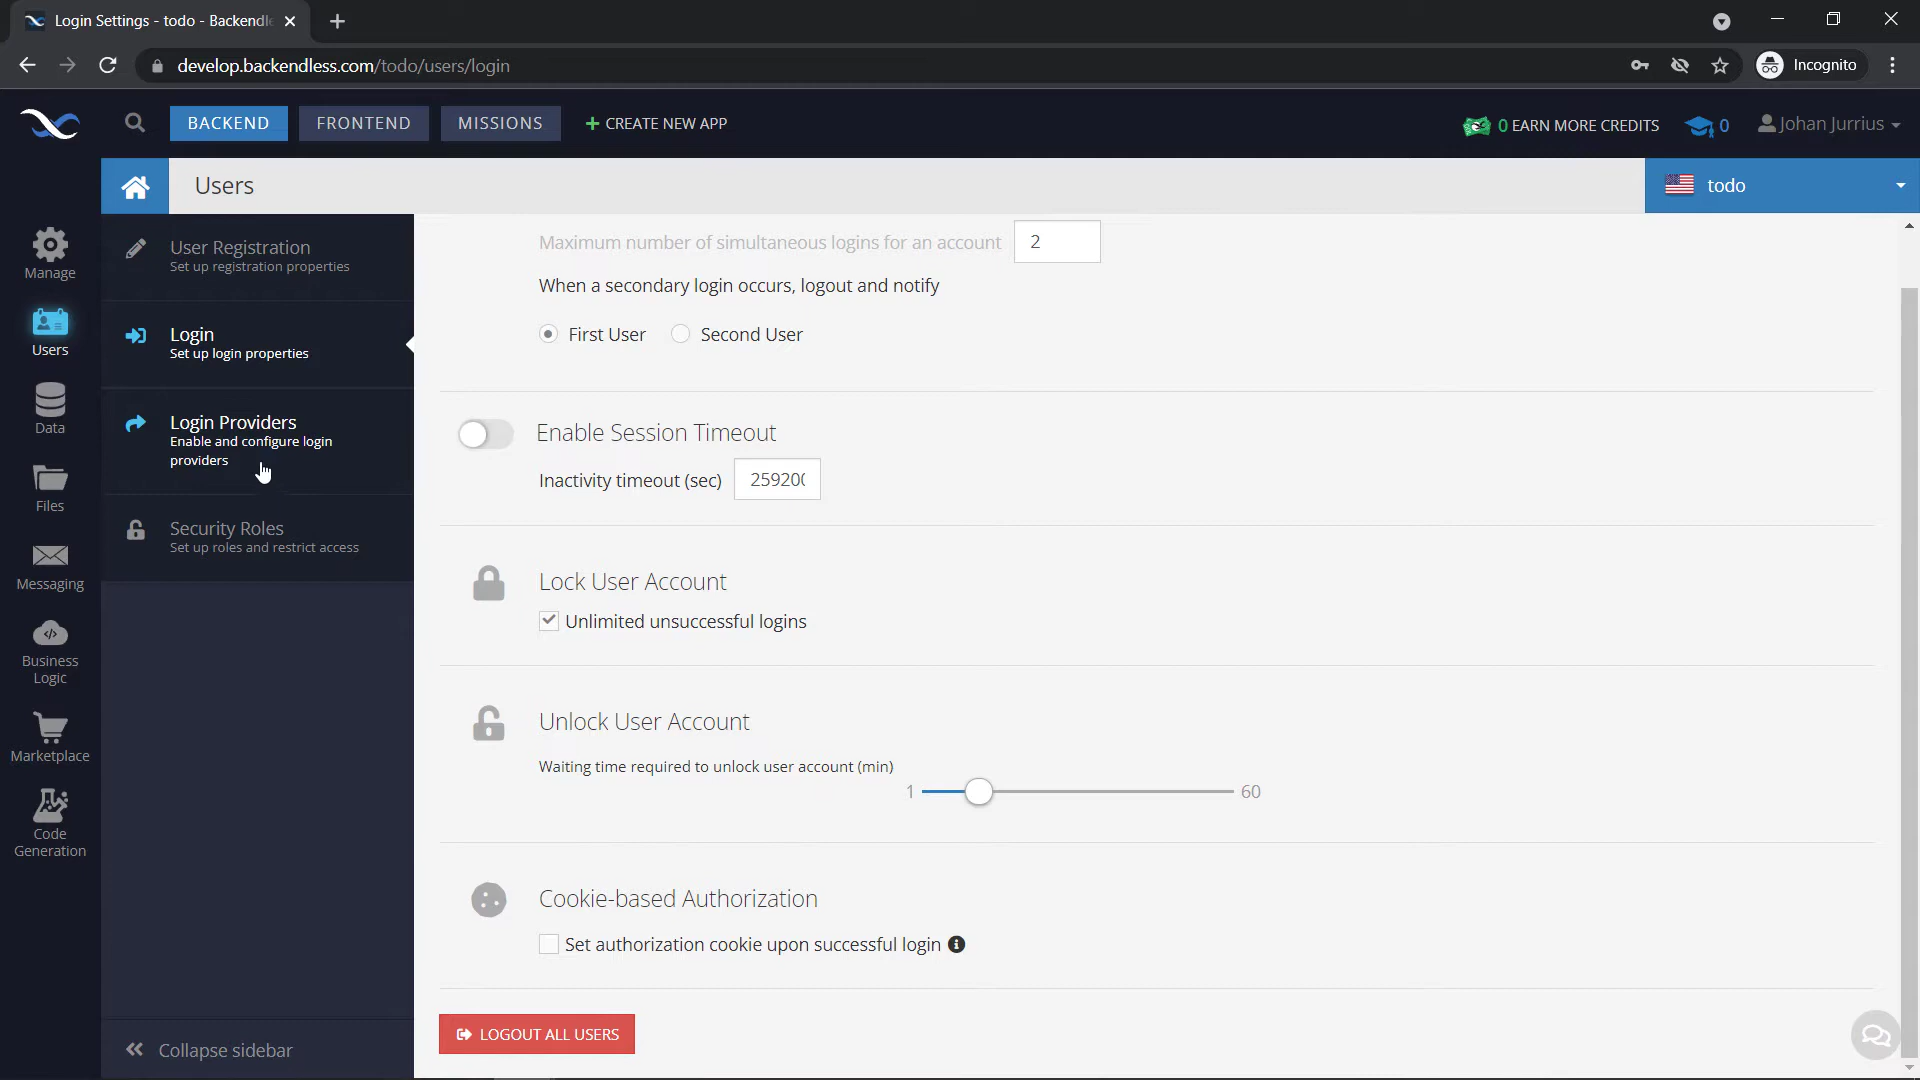 Login Settings - todo - Backendle
develop.backendless.com/todo/users/login
Incognito
BACKEND
FRONTEND
MISSIONS
+ CREATE NEW APP
0 EARN MORE CREDITS
0
Johan Jurrius
Users
todo
Manage
Users
Data
Files
Messaging
Business
Logic
Marketplace
Code
Generation
User Registration
Set up registration properties
Login
Set up login properties
Login Providers
Enable and configure login
providers
Security Roles
Set up roles and restrict access
Collapse sidebar
Maximum number of simultaneous logins for an account 2
When a secondary login occurs, logout and notify
First User Second User
Enable Session Timeout
Inactivity timeout (sec) 25920
Lock User Account
Unlimited unsuccessful logins
Unlock User Account
Waiting time required to unlock user account (min)
1 60
Cookie-based Authorization
Set authorization cookie upon successful login
LOGOUT ALL USERS